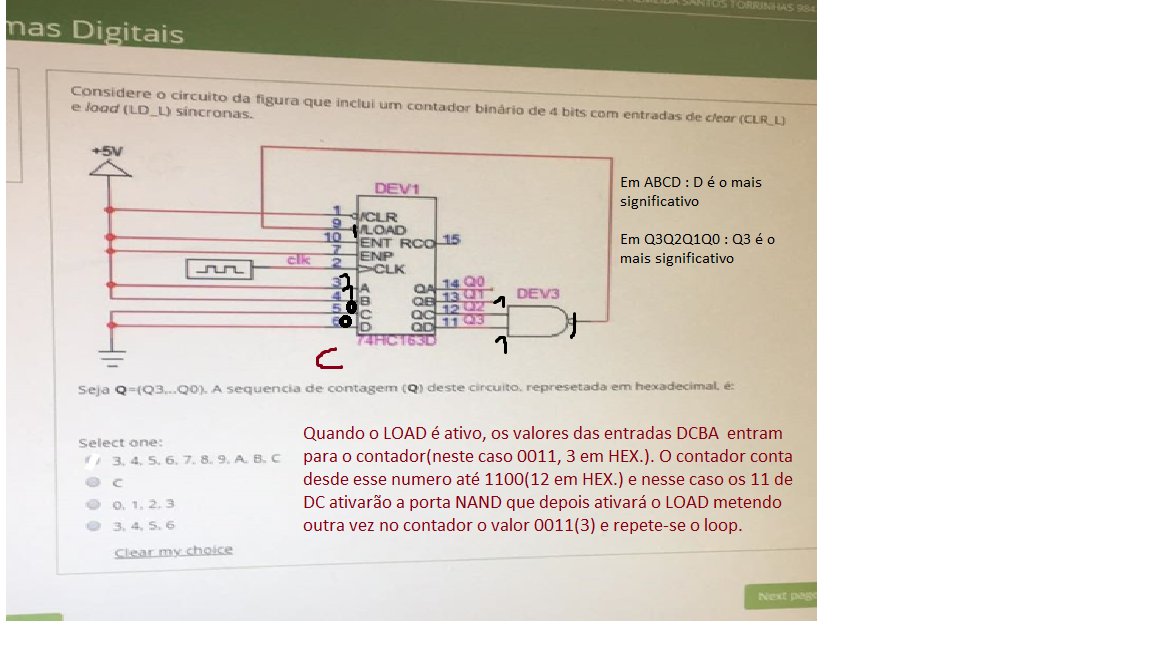 SANTOS TORRINHAS 984
mas Digitais
Considere o circuito da figura que inclui um contador binário de 4 bits com entradas de clear (CLR_L)
e load (LD_L) síncronas.
+5V
DEV1
1 /CLR
9 /LOAD
10 ENT RCO 15
7 ENP
clk 2 >CLK
3 A QA 14 Q0
4 B QB 13 Q1
5 C QC 12 Q2
6 D QD 11 Q3
74HC163D
DEV3
1
1
1
1
1
0
0
C
Em ABCD : D é o mais
significativo
Em Q3Q2Q1Q0 : Q3 é o
mais significativo
Seja Q=(Q3...Q0). A sequencia de contagem (Q) deste circuito, represetada em hexadecimal, é:
Select one:
3, 4, 5, 6, 7, 8, 9, A, B, C
C
0, 1, 2, 3
3, 4, 5, 6
Clear my choice
Quando o LOAD é ativo, os valores das entradas DCBA entram
para o contador(neste caso 0011, 3 em HEX.). O contador conta
desde esse numero até 1100(12 em HEX.) e nesse caso os 11 de
DC ativarão a porta NAND que depois ativará o LOAD metendo
outra vez no contador o valor 0011(3) e repete-se o loop.
Next page